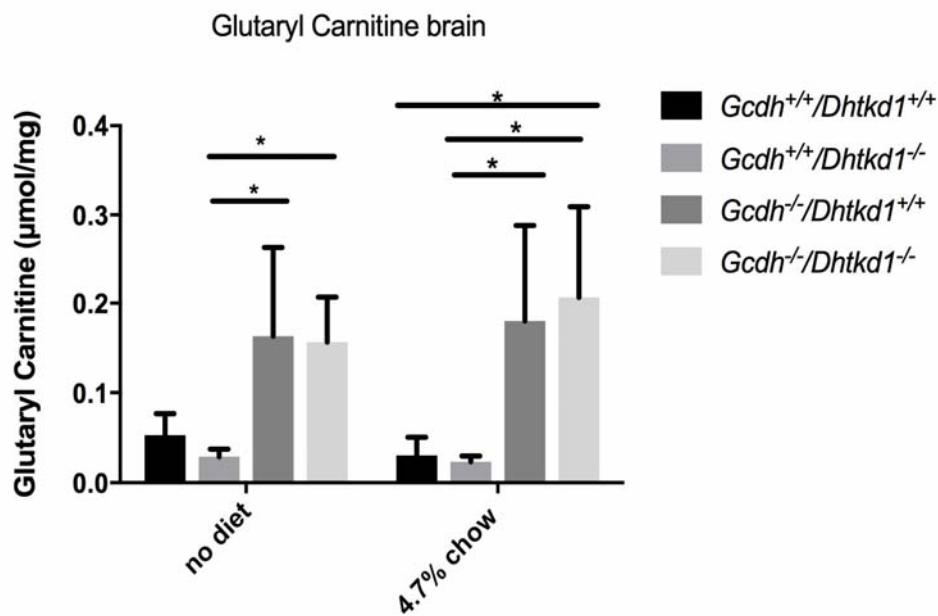 Glutaryl Carnitine brain
Glutaryl Carnitine (µmol/mg)
0.4
0.3
0.2
0.1
0.0
*
*
*
*
*
no diet
4.7% chow
Gcdh+/+/Dhtkd1+/+
Gcdh+/+/Dhtkd1-/-
Gcdh-/-/Dhtkd1+/+
Gcdh-/-/Dhtkd1-/-